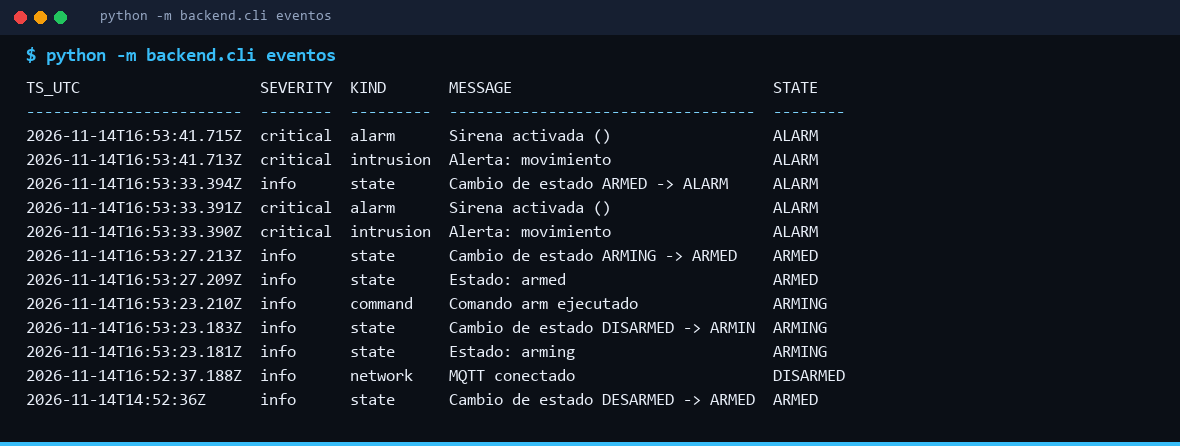 python -m backend.cli eventos
$ python -m backend.cli eventos
TS_UTC SEVERITY KIND MESSAGE STATE
------------------------ -------- --------- ---------------------------------- --------
2026-11-14T16:53:41.715Z critical alarm Sirena activada () ALARM
2026-11-14T16:53:41.713Z critical intrusion Alerta: movimiento ALARM
2026-11-14T16:53:33.394Z info state Cambio de estado ARMED -> ALARM ALARM
2026-11-14T16:53:33.391Z critical alarm Sirena activada () ALARM
2026-11-14T16:53:33.390Z critical intrusion Alerta: movimiento ALARM
2026-11-14T16:53:27.213Z info state Cambio de estado ARMING -> ARMED ARMED
2026-11-14T16:53:27.209Z info state Estado: armed ARMED
2026-11-14T16:53:23.210Z info command Comando arm ejecutado ARMING
2026-11-14T16:53:23.183Z info state Cambio de estado DISARMED -> ARMIN ARMING
2026-11-14T16:53:23.181Z info state Estado: arming ARMING
2026-11-14T16:52:37.188Z info network MQTT conectado DISARMED
2026-11-14T14:52:36Z info state Cambio de estado DESARMED -> ARMED ARMED